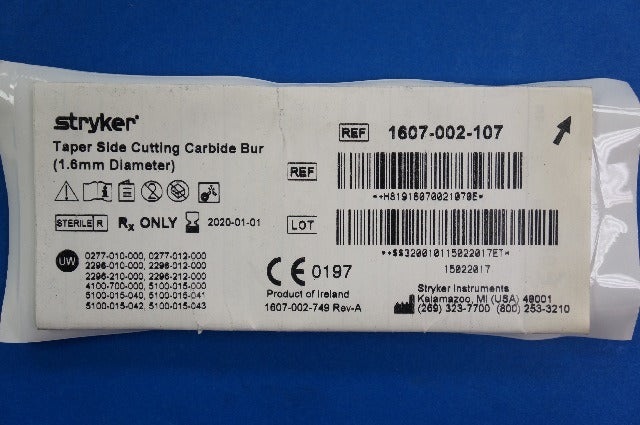 stryker
Taper Side Cutting Carbide Bur
(1.6mm Diameter)
REF 1607-002-107
REF
*+H81916070021070E*
STERILE R Rx ONLY 2020-01-01
LOT
*+$$320010115022017ET*
15022017
UW
0277-010-000, 0277-012-000
2296-010-000, 2296-012-000
2296-210-000, 2296-212-000
4100-700-000, 5100-015-000
5100-015-040, 5100-015-041
5100-015-042, 5100-015-043
CE 0197
Product of Ireland
1607-002-749 Rev-A
Stryker Instruments
Kalamazoo, MI (USA) 49001
(269) 323-7700 (800) 253-3210